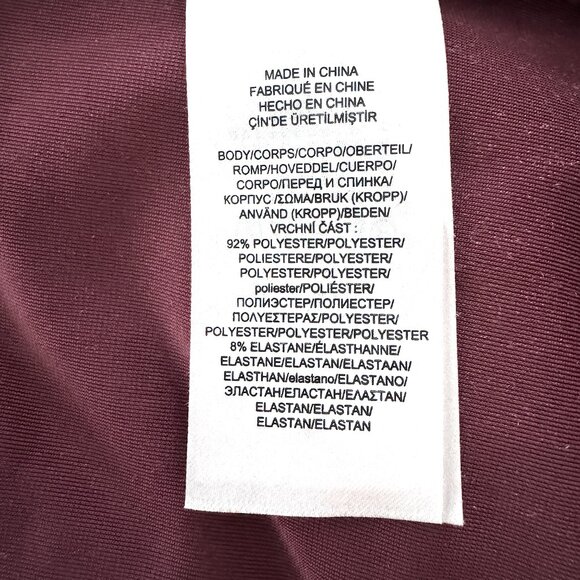 MADE IN CHINA
FABRIQUÉ EN CHINE
HECHO EN CHINA
ÇİN'DE ÜRETİLMİŞTİR
BODY/CORPS/CORPO/OBERTEIL/
ROMP/HOVEDDEL/CUERPO/
CORPO/ПЕРЕД И СПИНКА/
КОРПУС /ΣΩΜΑ/BRUK (KROPP)/
ANVÄND (KROPP)/BEDEN/
VRCHNÍ ČÁST :
92% POLYESTER/POLYESTER/
POLIESTERE/POLYESTER/
POLYESTER/POLYESTER/
poliester/POLIÉSTER/
ПОЛИЭСТЕР/ПОЛИЕСТЕР/
ΠΟΛΥΕΣΤΕΡΑΣ/POLYESTER/
POLYESTER/POLYESTER/POLYESTER
8% ELASTANE/ÉLASTHANNE/
ELASTANE/ELASTAN/ELASTAAN/
ELASTHAN/elastano/ELASTANO/
ЭЛАСТАН/ЕЛАСТАН/ΕΛΑΣΤΑΝ/
ELASTAN/ELASTAN/
ELASTAN/ELASTAN